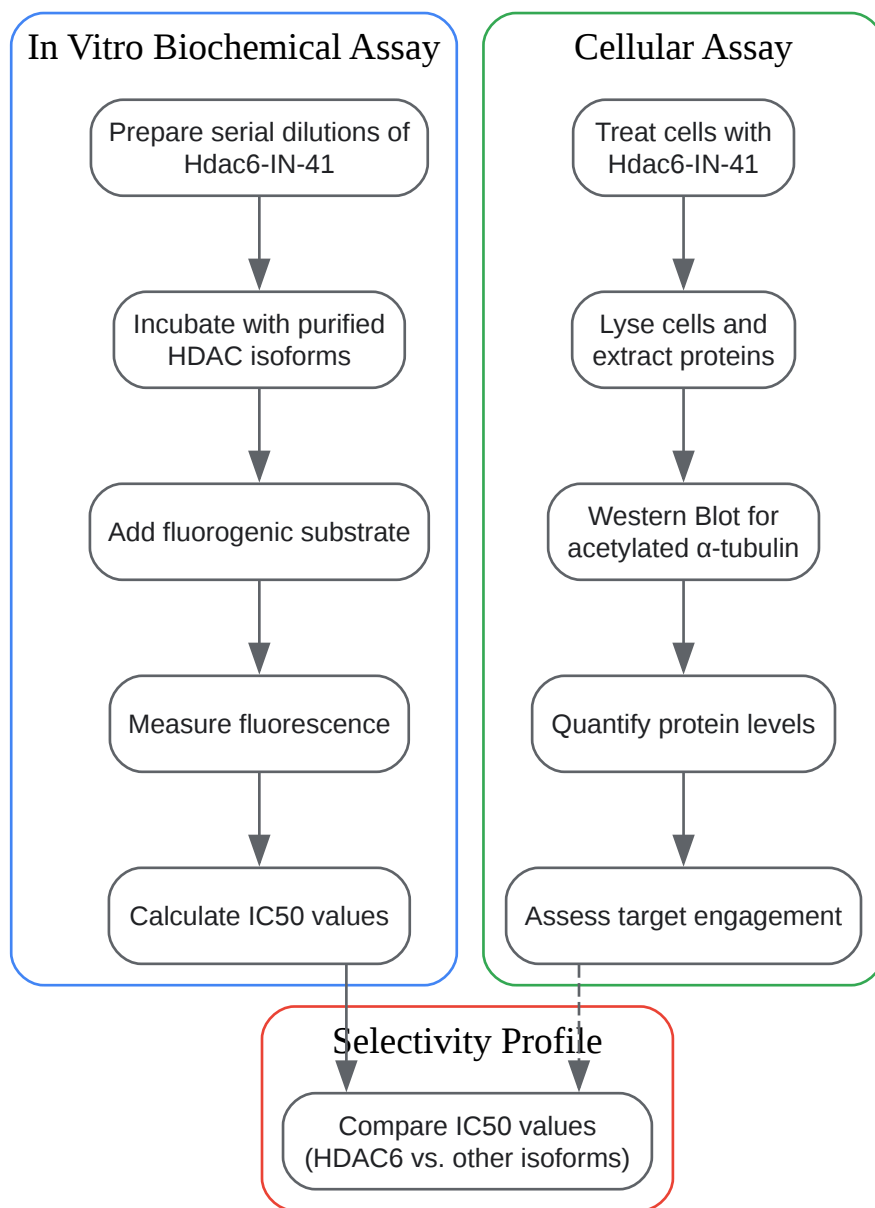 In Vitro Biochemical Assay
Prepare serial dilutions of
Hdac6-IN-41
Incubate with purified
HDAC isoforms
Add fluorogenic substrate
Measure fluorescence
Calculate IC50 values
Cellular Assay
Treat cells with
Hdac6-IN-41
Lyse cells and
extract proteins
Western Blot for
acetylated α-tubulin
Quantify protein levels
Assess target engagement
Selectivity Profile
Compare IC50 values
(HDAC6 vs. other isoforms)